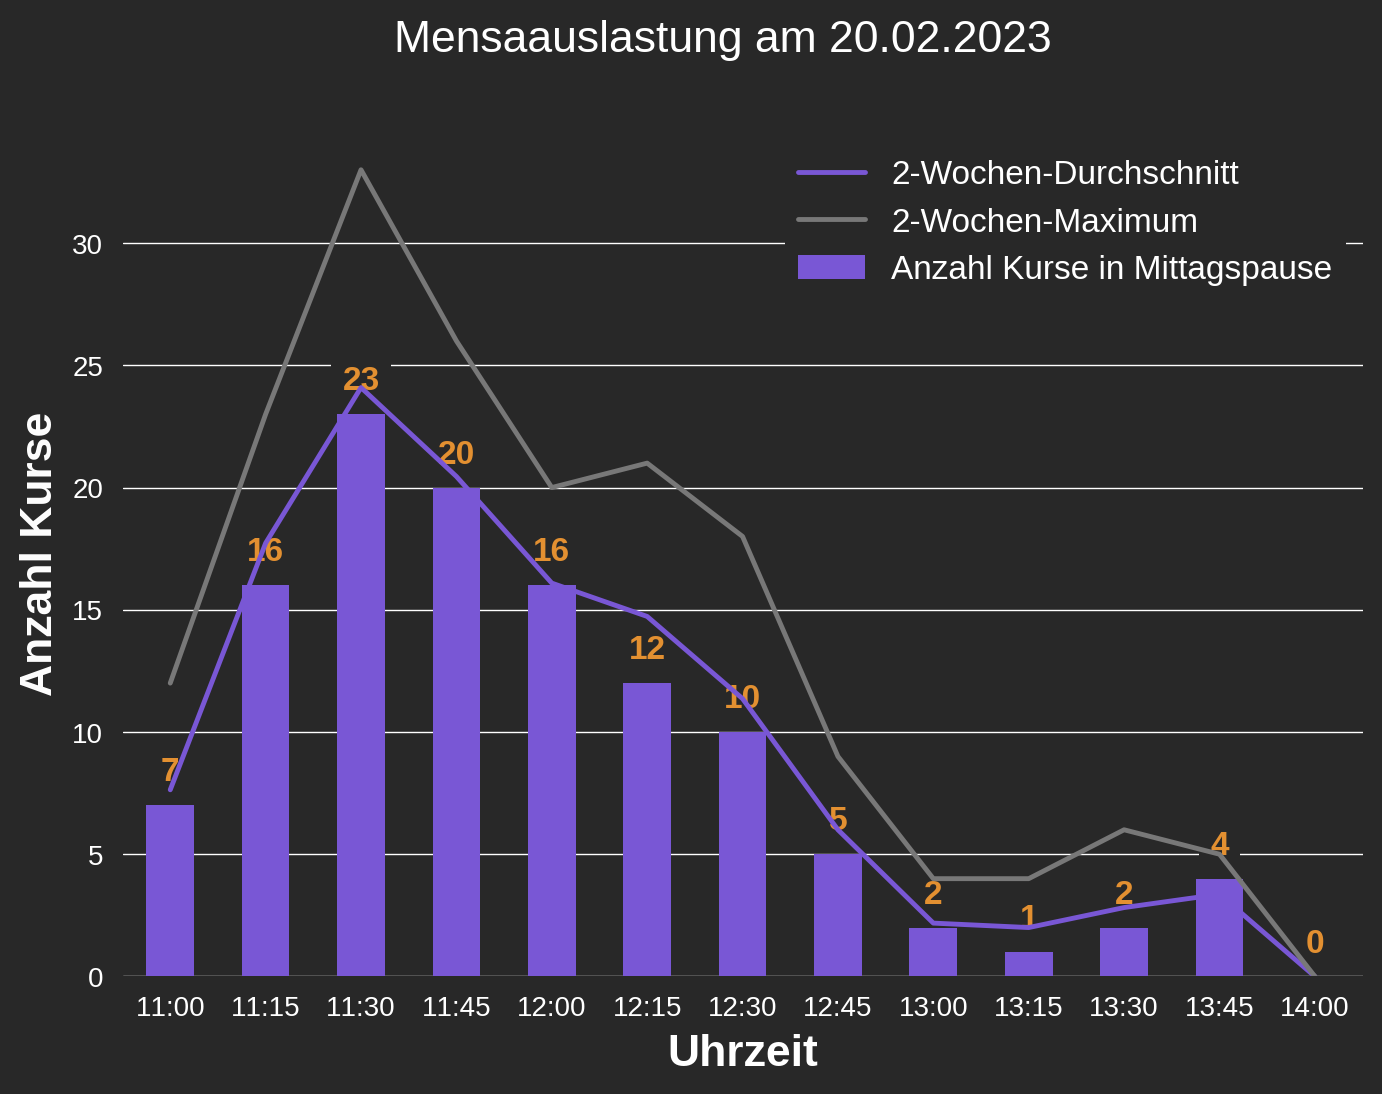 Mensaauslastung am 20.02.2023
2-Wochen-Durchschnitt
2-Wochen-Maximum
Anzahl Kurse in Mittagspause
Anzahl Kurse
30
25
20
15
10
5
0
7
16
23
20
16
12
10
5
2
1
2
4
0
11:00 11:15 11:30 11:45 12:00 12:15 12:30 12:45 13:00 13:15 13:30 13:45 14:00
Uhrzeit